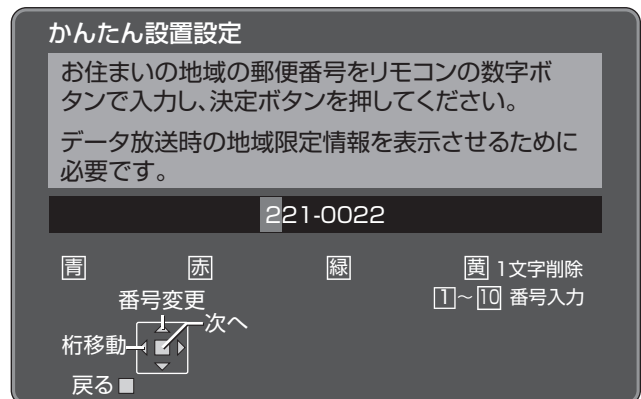 かんたん設置設定
お住まいの地域の郵便番号をリモコンの数字ボ
タンで入力し、決定ボタンを押してください。
データ放送時の地域限定情報を表示させるために
必要です。
221-0022
青 赤 緑 黄 1文字削除
番号変更 1～10 番号入力
次へ
桁移動
戻る